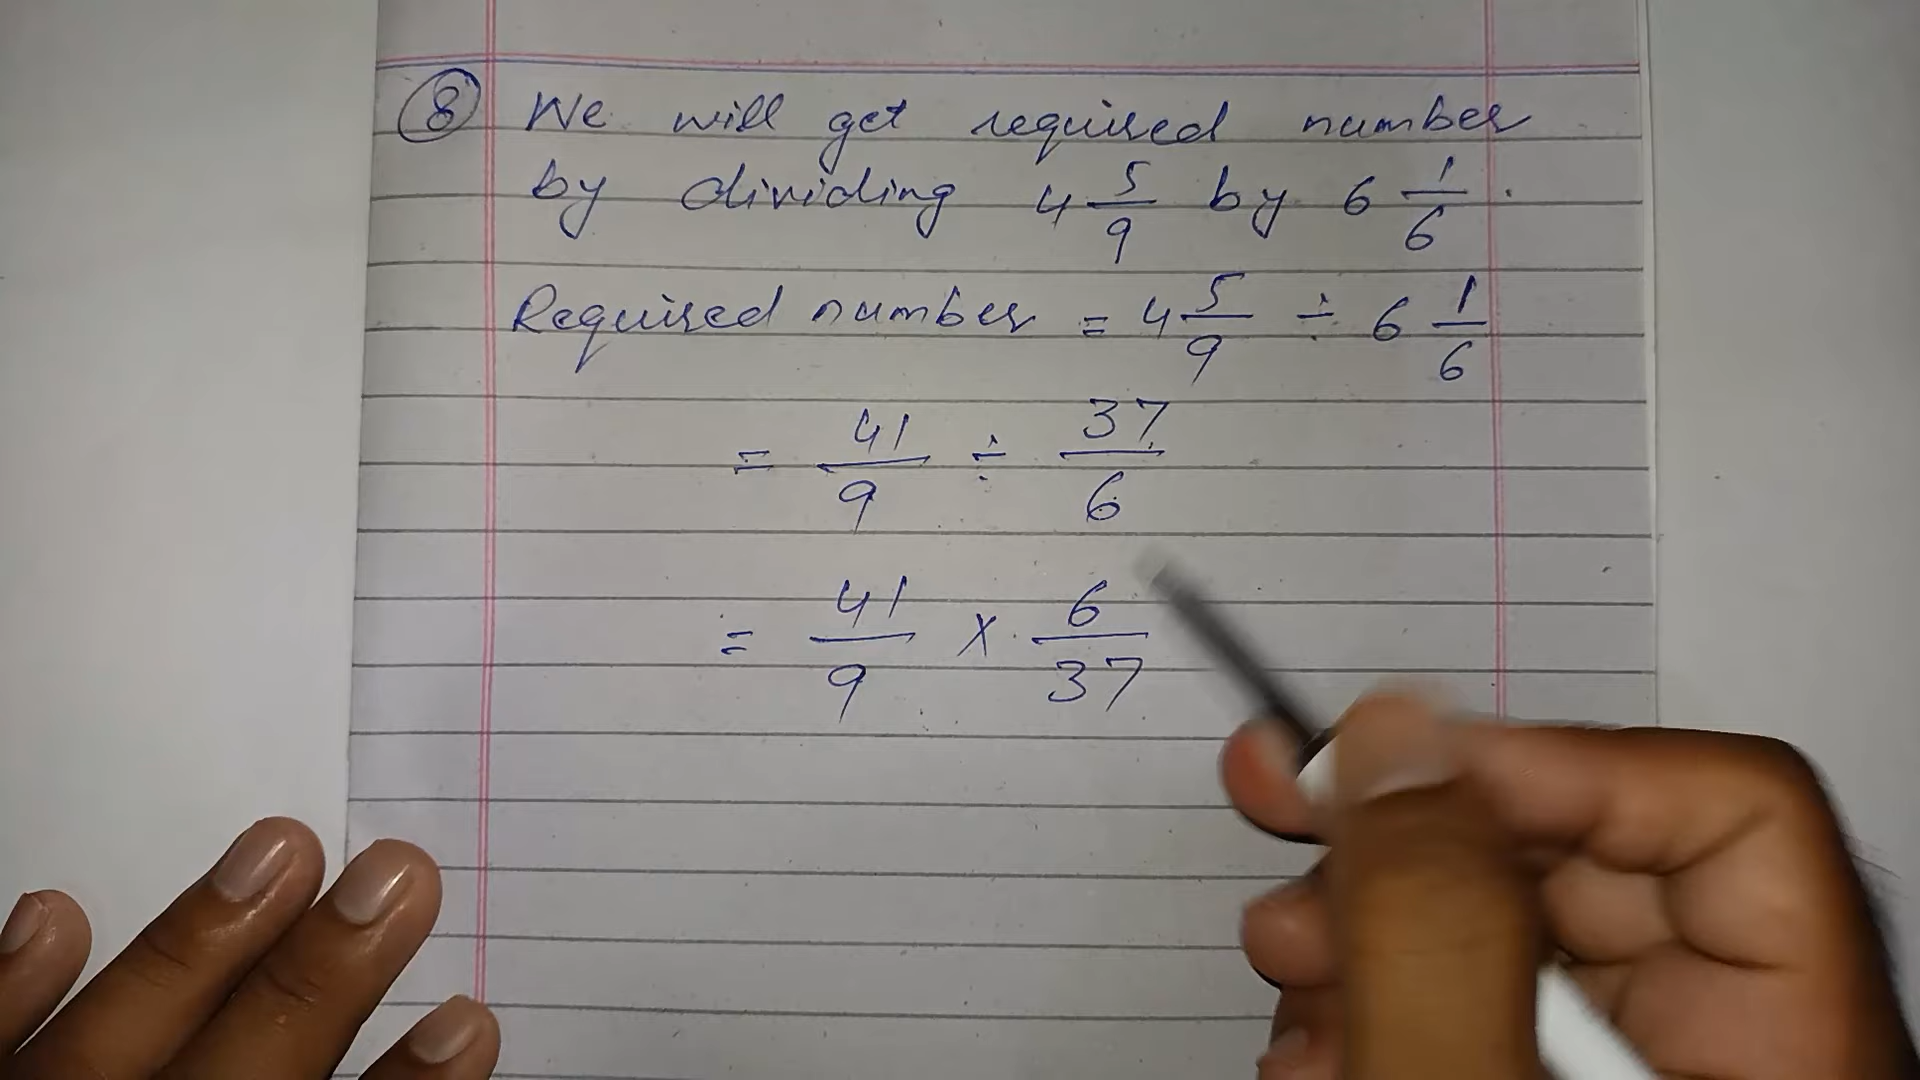 8 We will get required number
by dividing 4 5/9 by 6 1/6.
Required number = 4 5/9 ÷ 6 1/6
= 41/9 ÷ 37/6
= 41/9 × 6/37